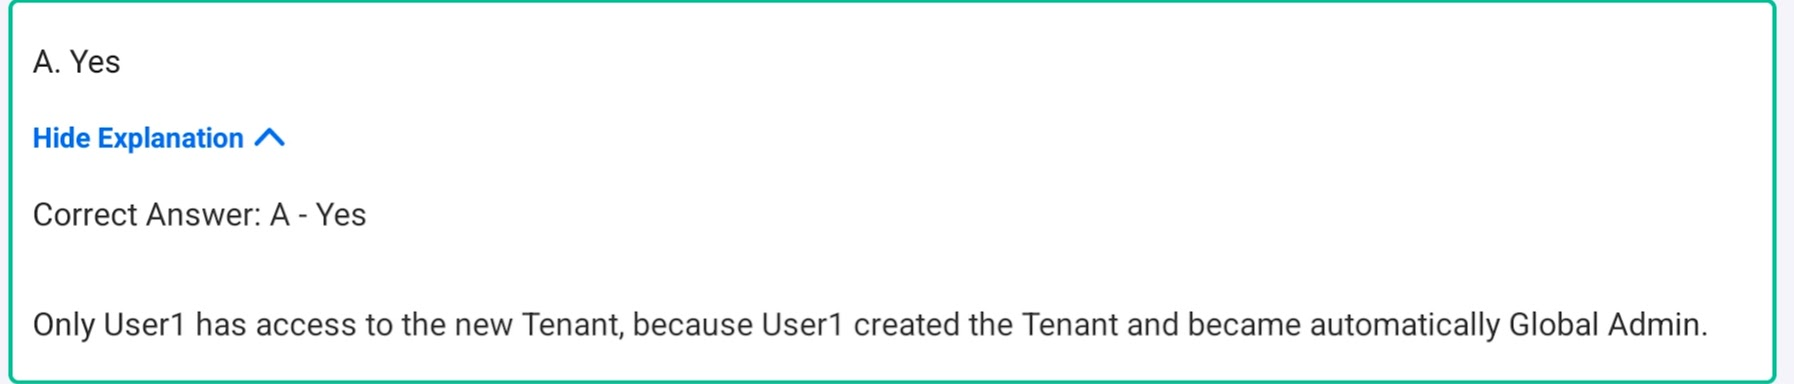 A. Yes
Hide Explanation
Correct Answer: A - Yes
Only User1 has access to the new Tenant, because User1 created the Tenant and became automatically Global Admin.